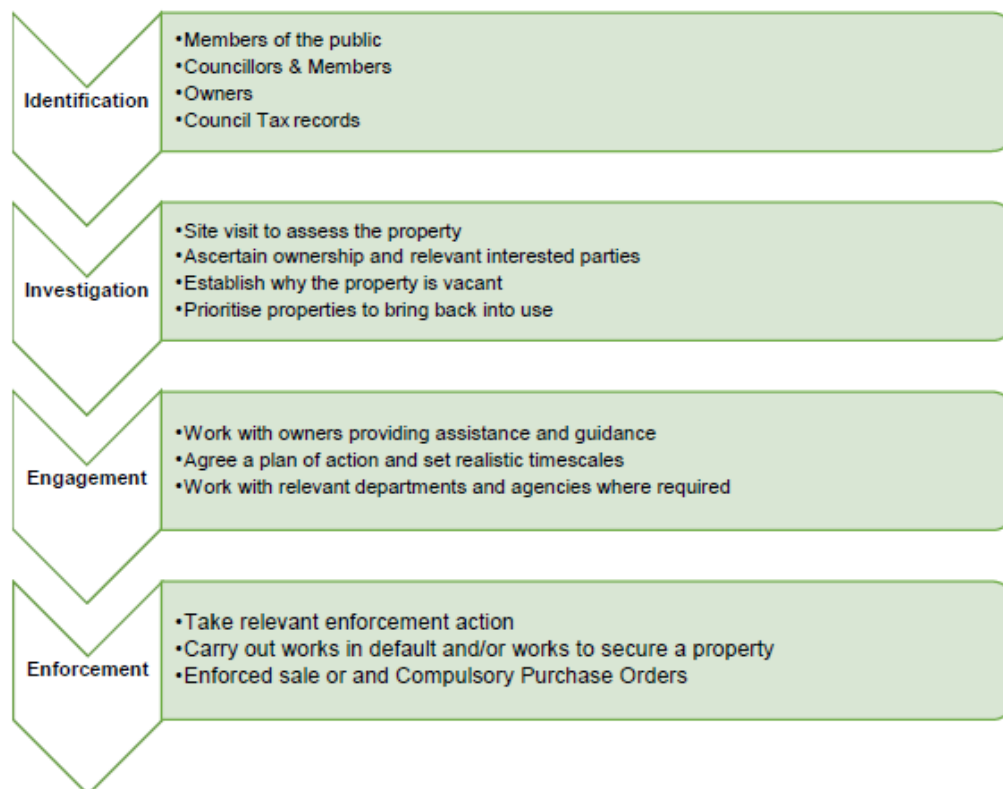 Identification
•Members of the public
•Councillors & Members
•Owners
•Council Tax records
Investigation
•Site visit to assess the property
•Ascertain ownership and relevant interested parties
•Establish why the property is vacant
•Prioritise properties to bring back into use
Engagement
•Work with owners providing assistance and guidance
•Agree a plan of action and set realistic timescales
•Work with relevant departments and agencies where required
Enforcement
•Take relevant enforcement action
•Carry out works in default and/or works to secure a property
•Enforced sale or and Compulsory Purchase Orders